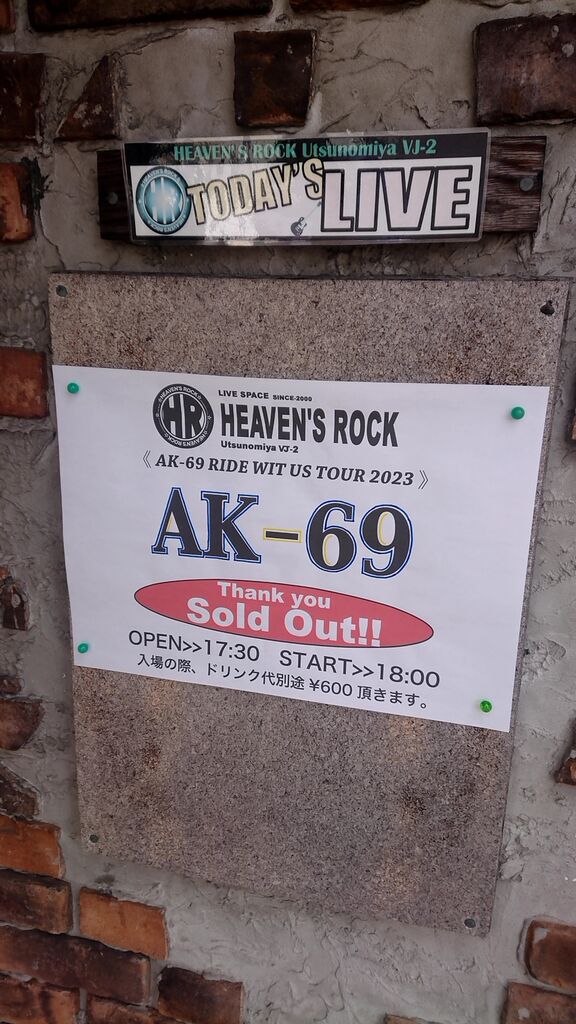 HEAVEN'S ROCK Utsunomiya VJ-2
TODAY'S LIVE
LIVE SPACE SINCE-2000
HR
HEAVEN'S ROCK
Utsunomiya VJ-2
《 AK-69 RIDE WIT US TOUR 2023 》
AK-69
Thank you
Sold Out!!
OPEN>>17:30 START>>18:00
入場の際、ドリンク代別途 ¥600 頂きます。